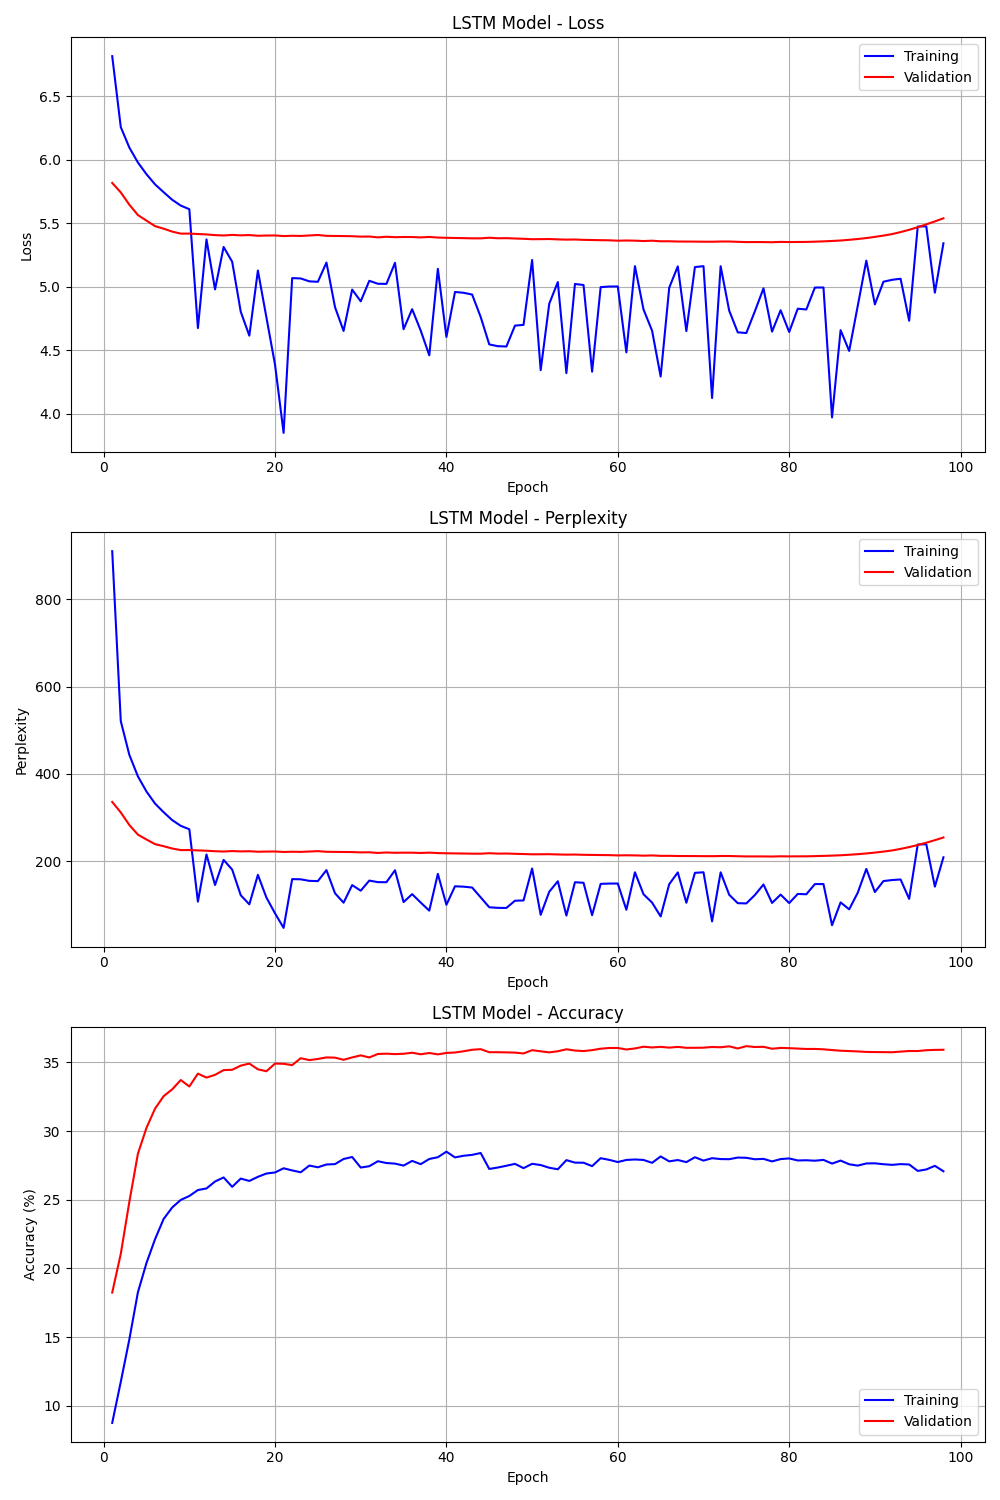 LSTM Model - Loss
Training
Validation
6.5
6.0
5.5
5.0
4.5
4.0
Loss
0 20 40 60 80 100
Epoch
LSTM Model - Perplexity
Training
Validation
800
600
400
200
Perplexity
0 20 40 60 80 100
Epoch
LSTM Model - Accuracy
35
30
25
20
15
10
Accuracy (%)
Training
Validation
0 20 40 60 80 100
Epoch